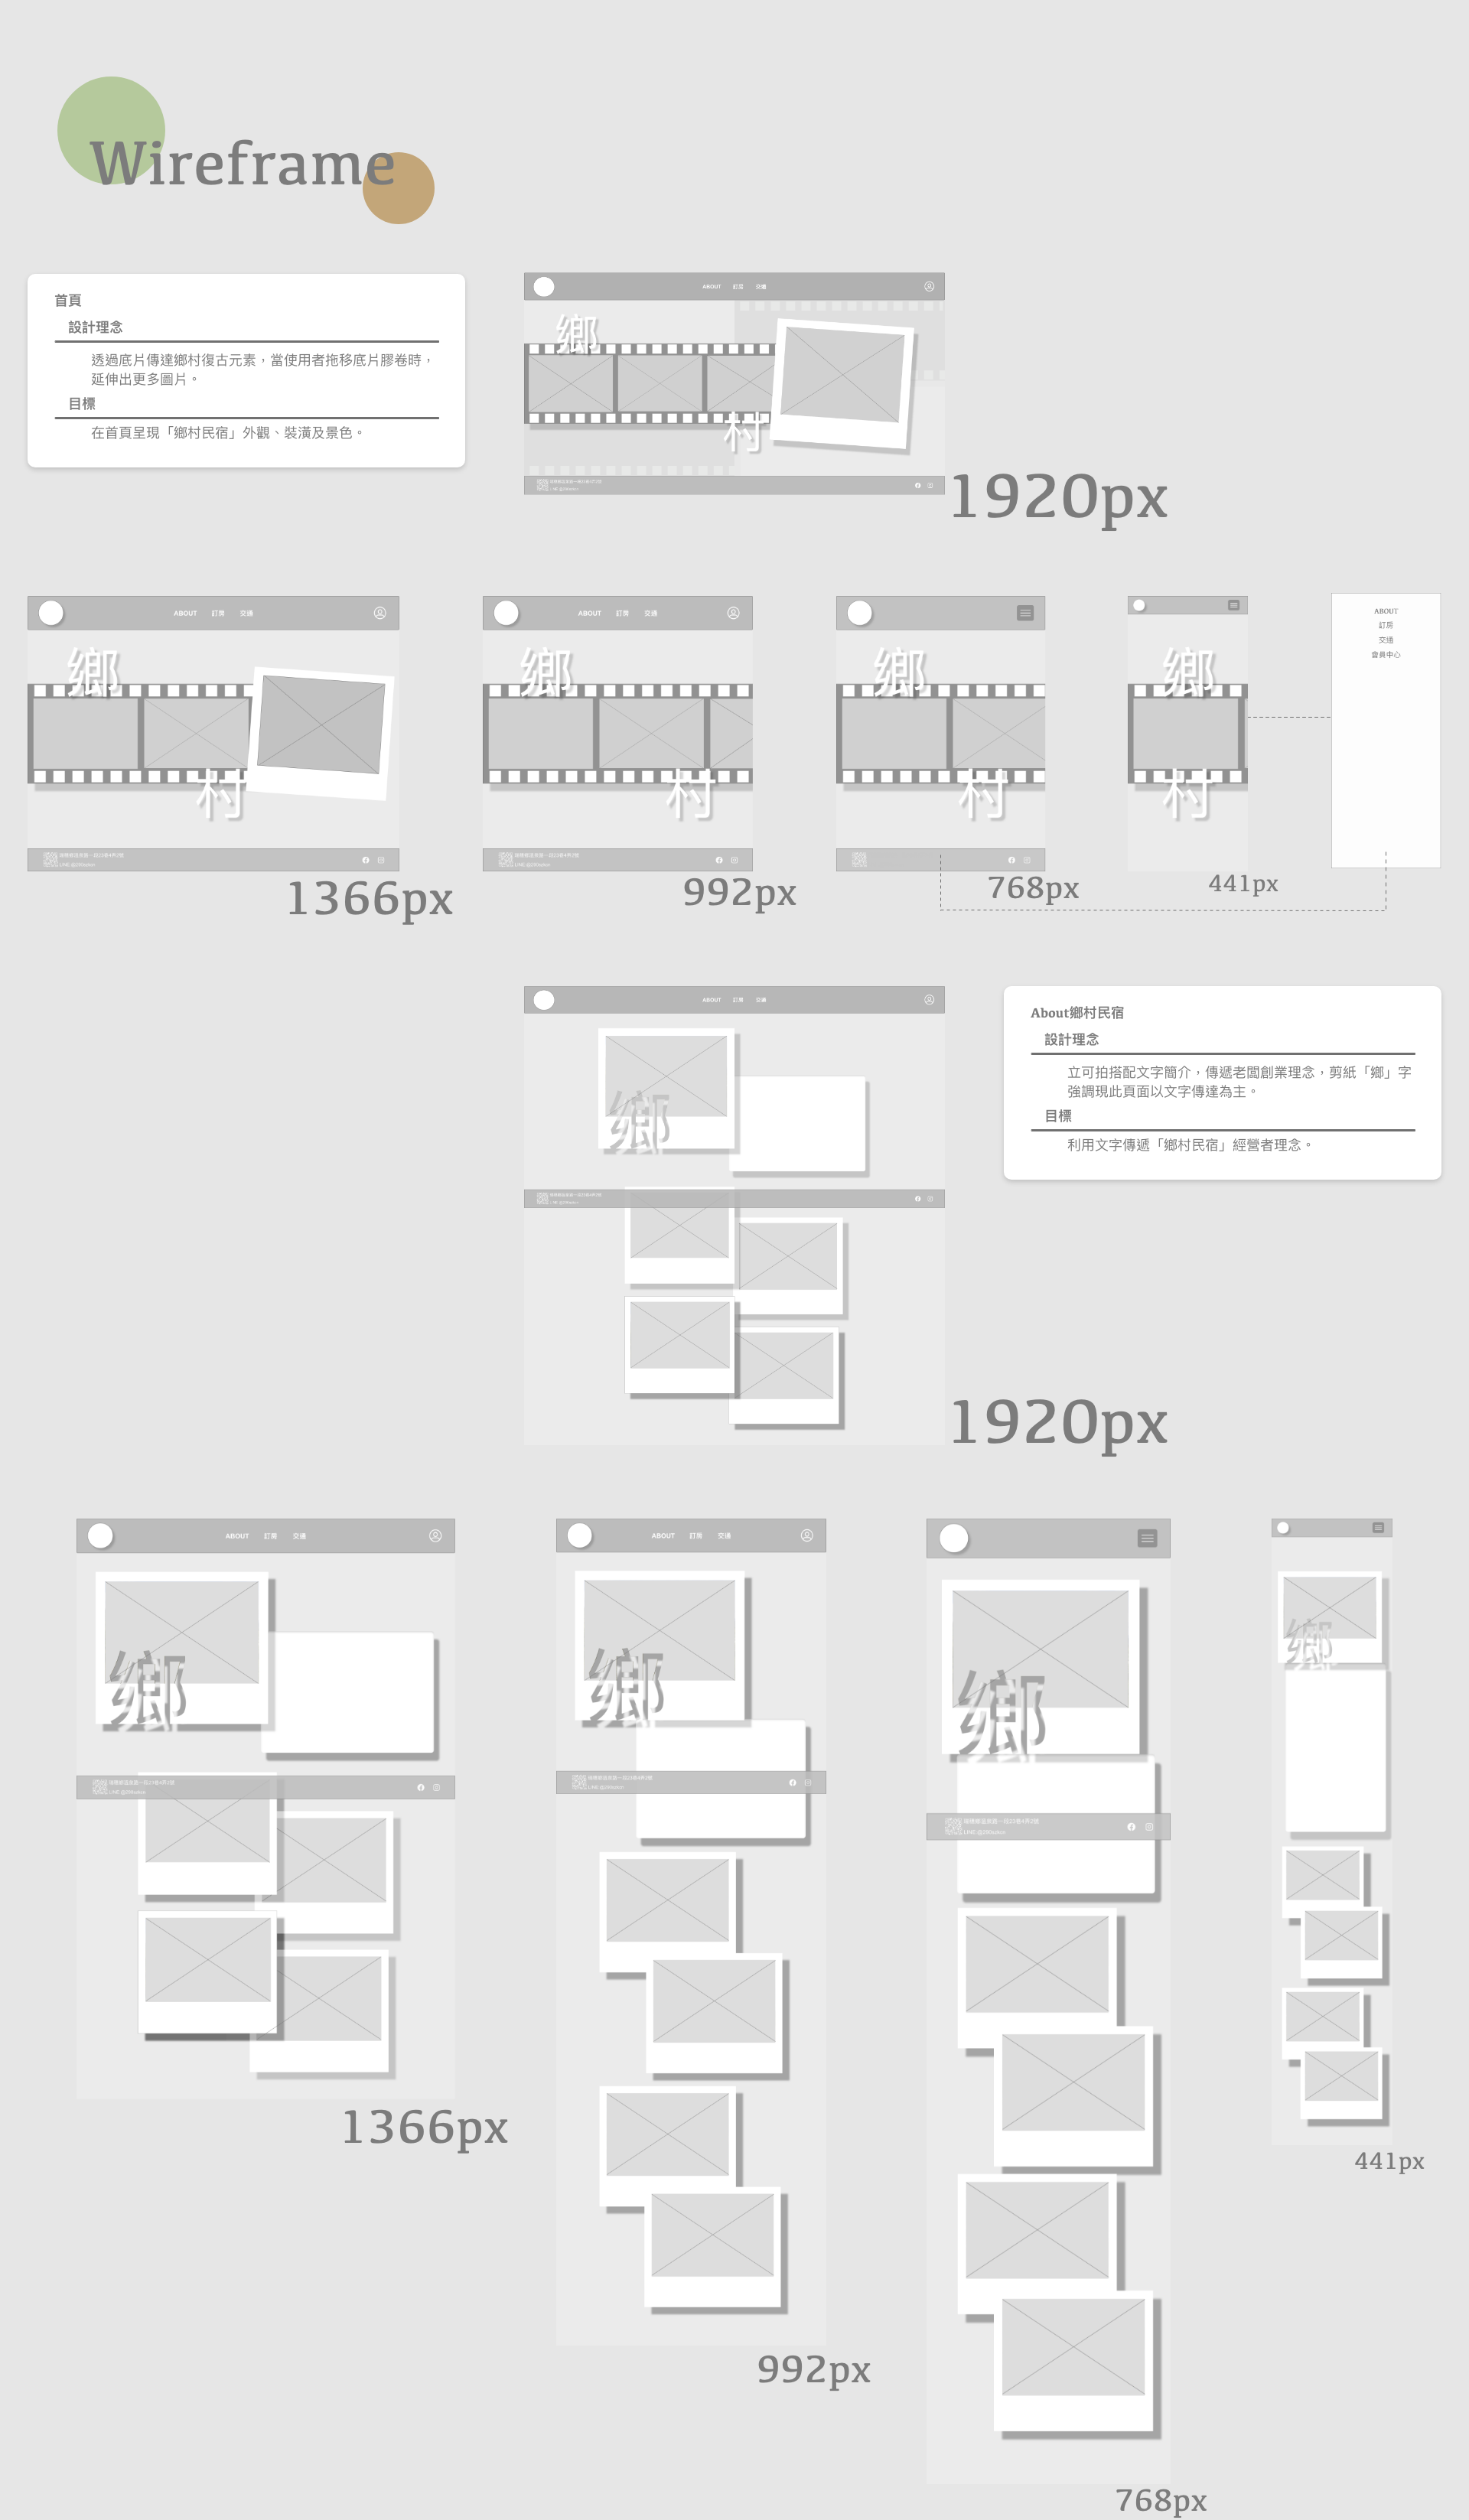 Wireframe
首頁
設計理念
透過底片傳達鄉村復古元素，當使用者拖移底片膠卷時，
延伸出更多圖片。
目標
在首頁呈現「鄉村民宿」外觀、裝潢及景色。
ABOUT 訂房 交通
鄉
村
1920px
ABOUT 訂房 交通
鄉
村
1366px
ABOUT 訂房 交通
鄉
村
992px
鄉
村
768px
鄉
村
441px
ABOUT
訂房
交通
會員中心
ABOUT 訂房 交通
鄉
1920px
About鄉村民宿
設計理念
立可拍搭配文字簡介，傳遞老闆創業理念，剪紙「鄉」字
強調現此頁面以文字傳達為主。
目標
利用文字傳遞「鄉村民宿」經營者理念。
ABOUT 訂房 交通
鄉
1366px
ABOUT 訂房 交通
鄉
992px
鄉
768px
鄉
441px